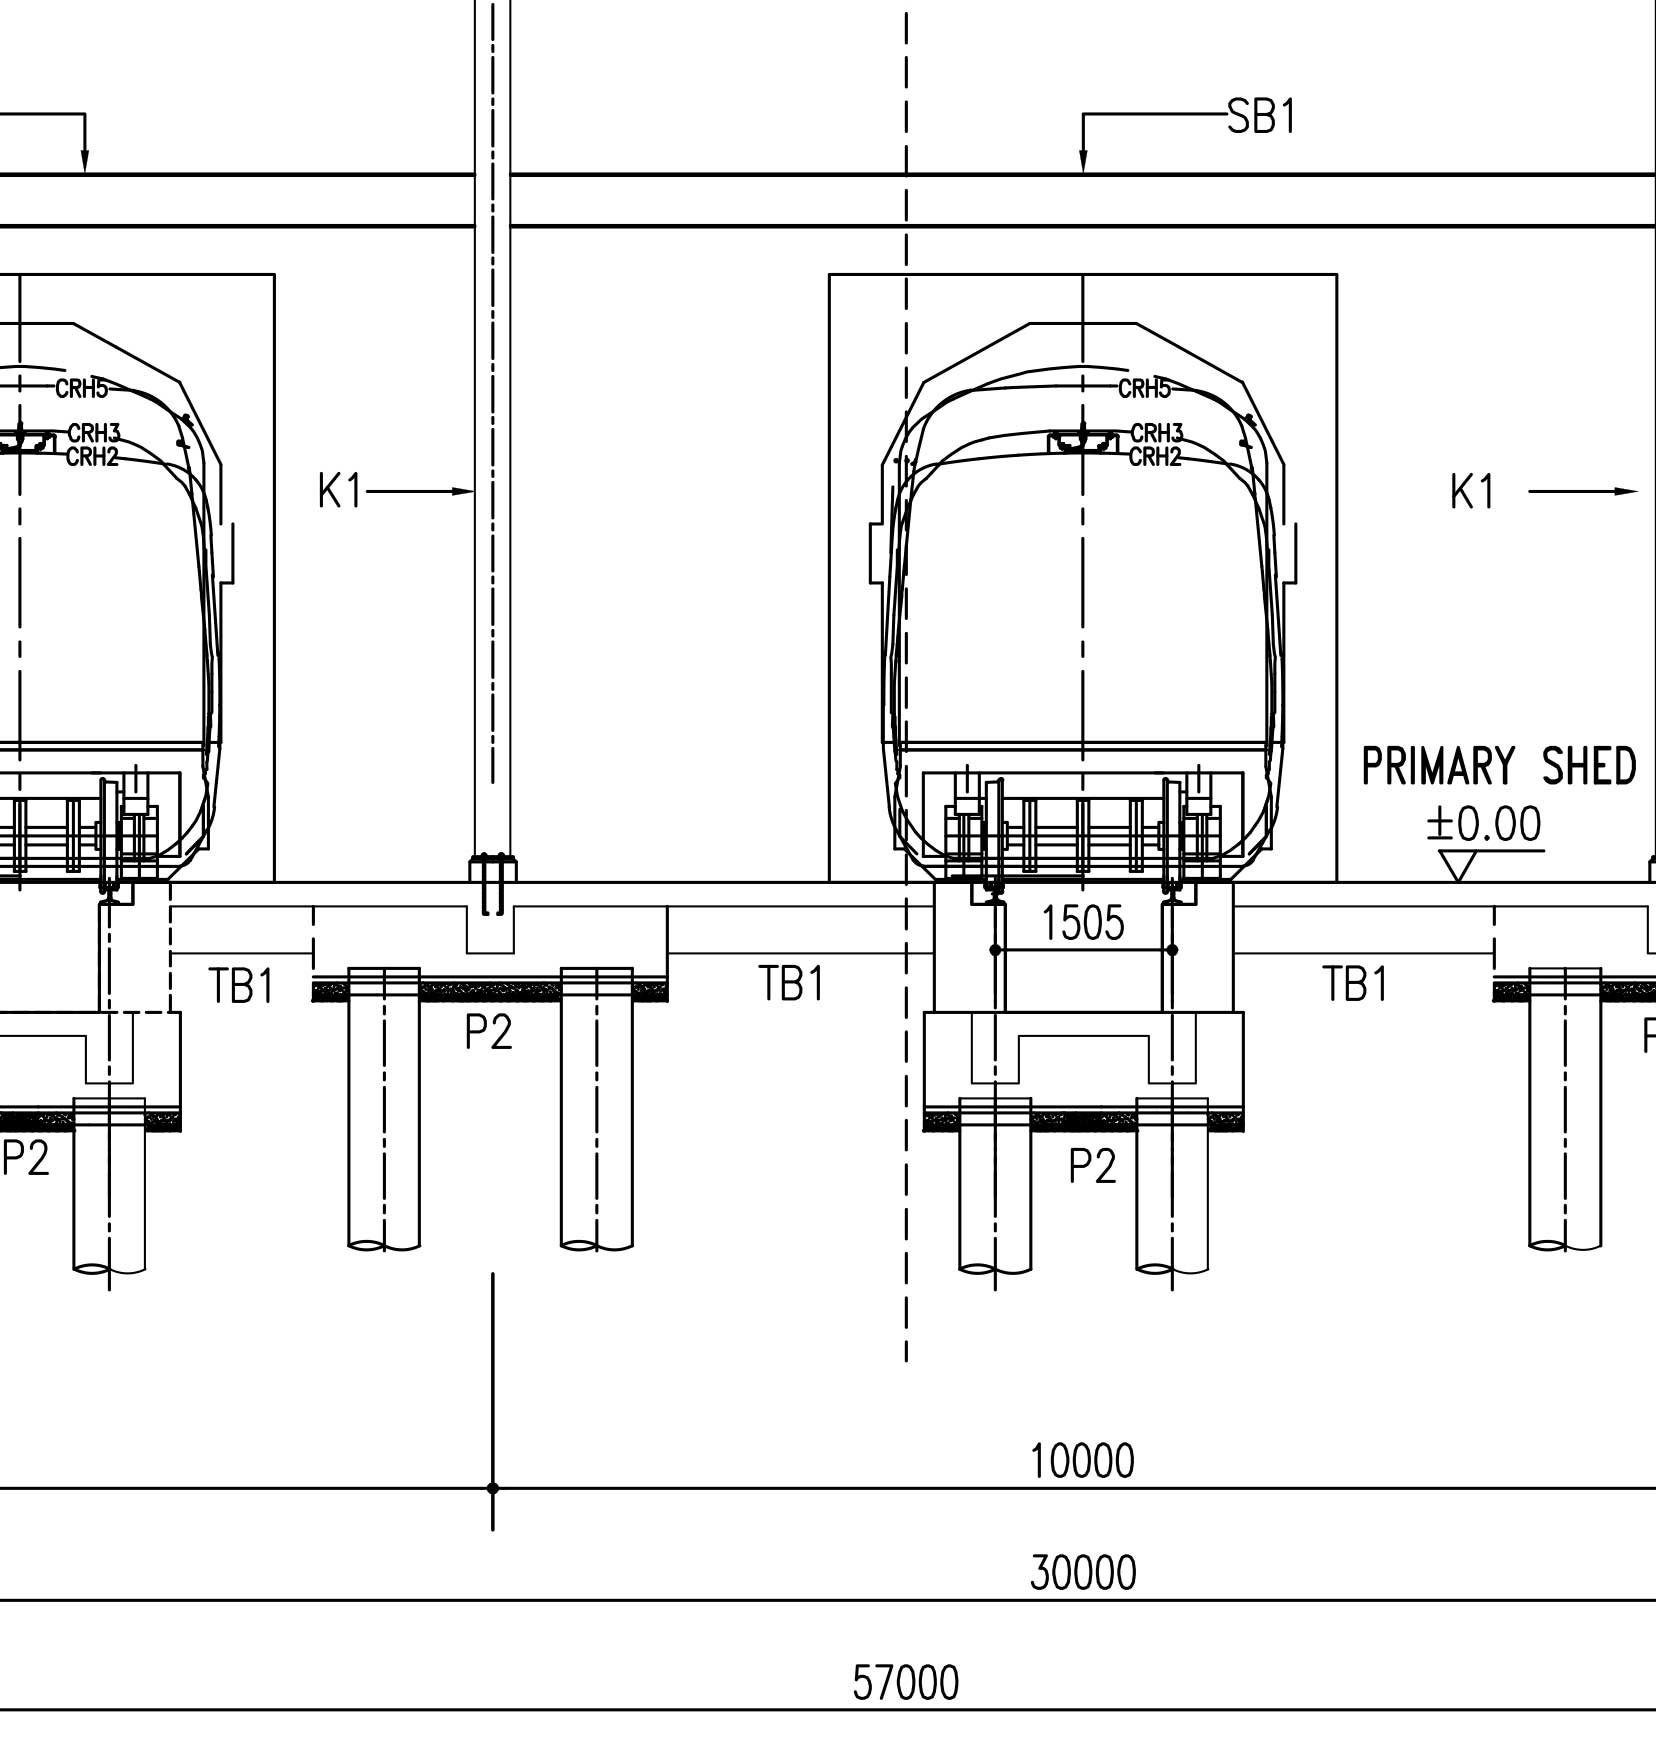 SB1
CRH5
CRH5
CRH3
CRH3
CRH2
CRH2
K1
K1
PRIMARY SHED
±0.00
1505
TB1
TB1
TB1
P2
P2
P2
10000
30000
57000